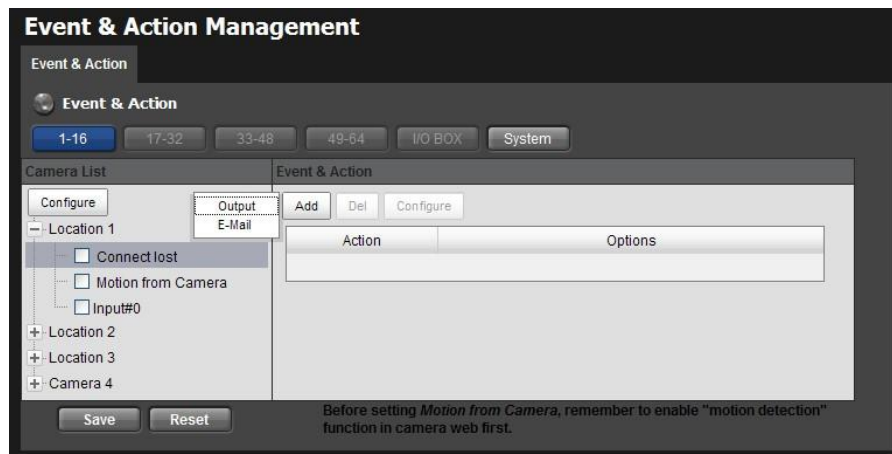 Event & Action Management
Event & Action
Event & Action
1-16 17-32 33-48 49-64 I/O BOX System
Camera List Event & Action
Configure Output Add Del Configure
E-Mail
Location 1 Action Options
Connect lost
Motion from Camera
Input#0
Location 2
Location 3
Camera 4
Save Reset
Before setting Motion from Camera, remember to enable "motion detection"
function in camera web first.